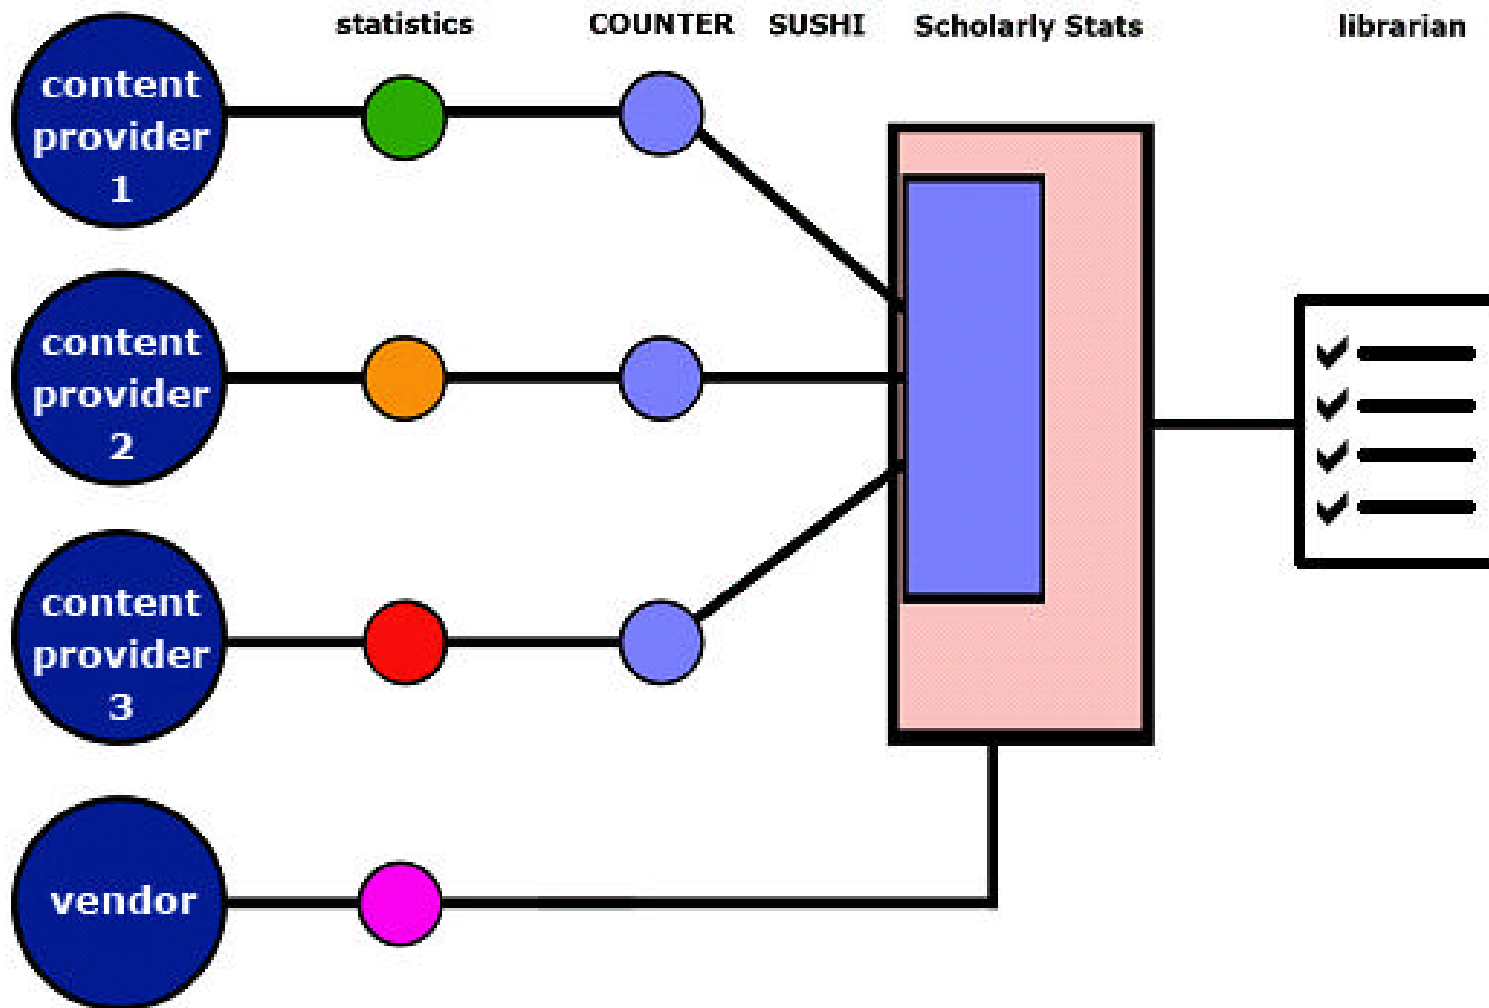 statistics COUNTER SUSHI Scholarly Stats librarian
content
provider
1
content
provider
2
content
provider
3
vendor